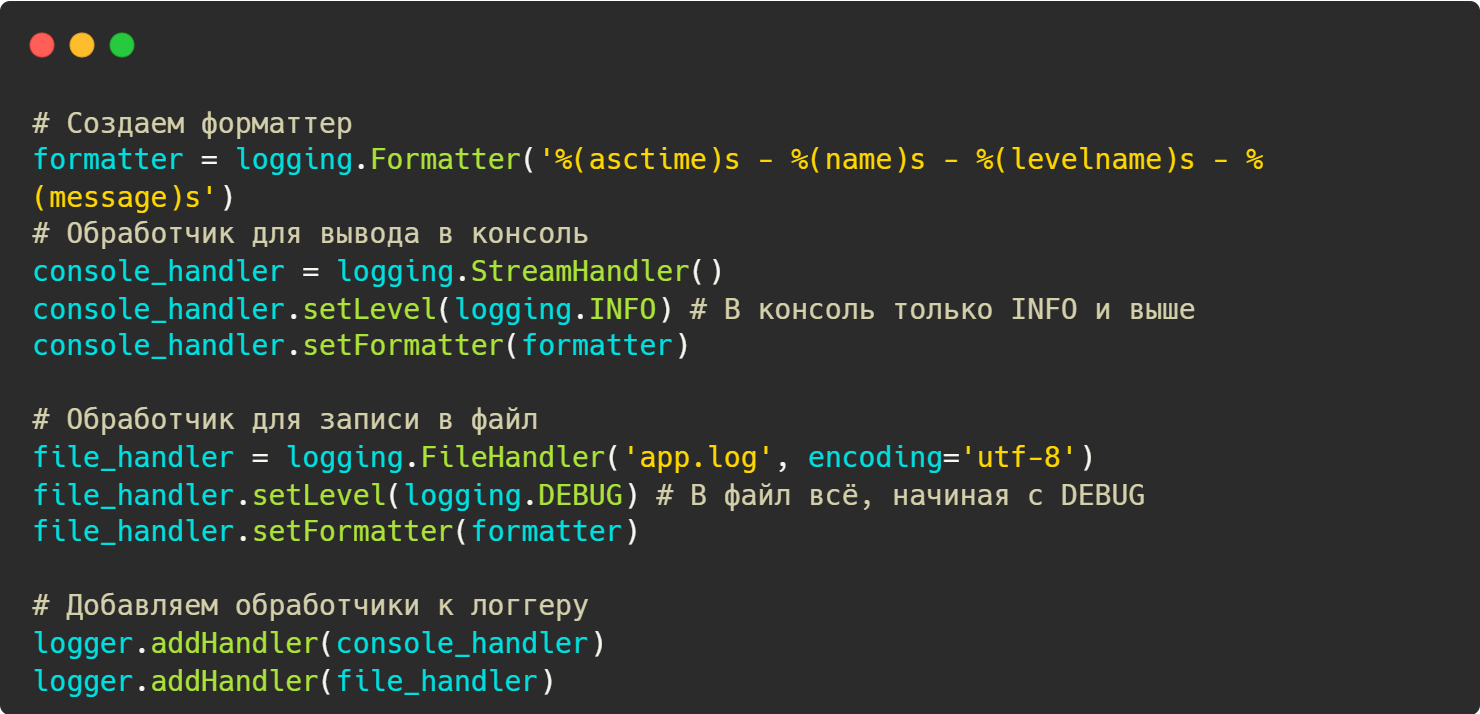 # Создаем форматтер
formatter = logging.Formatter('%(asctime)s - %(name)s - %(levelname)s - %
(message)s')
# Обработчик для вывода в консоль
console_handler = logging.StreamHandler()
console_handler.setLevel(logging.INFO) # В консоль только INFO и выше
console_handler.setFormatter(formatter)

# Обработчик для записи в файл
file_handler = logging.FileHandler('app.log', encoding='utf-8')
file_handler.setLevel(logging.DEBUG) # В файл всё, начиная с DEBUG
file_handler.setFormatter(formatter)

# Добавляем обработчики к логгеру
logger.addHandler(console_handler)
logger.addHandler(file_handler)